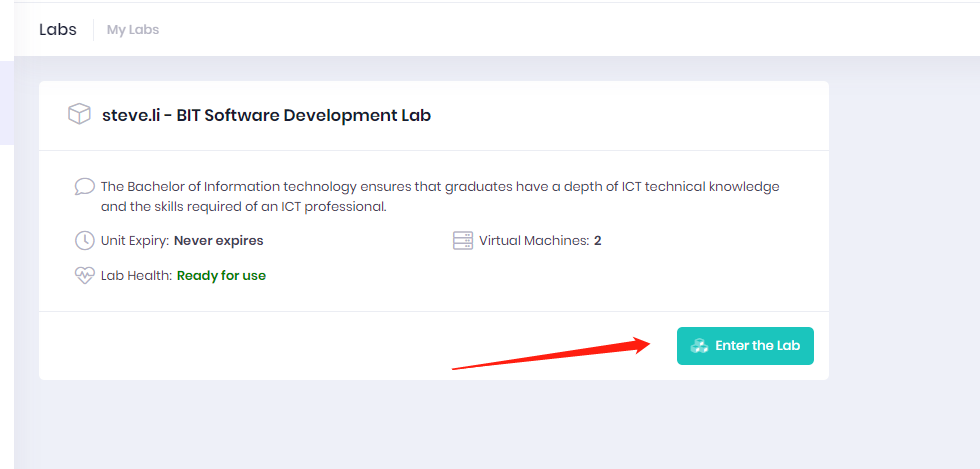 Labs
My Labs
steve.li - BIT Software Development Lab
The Bachelor of Information technology ensures that graduates have a depth of ICT technical knowledge
and the skills required of an ICT professional.
Unit Expiry: Never expires
Virtual Machines: 2
Lab Health: Ready for use
Enter the Lab